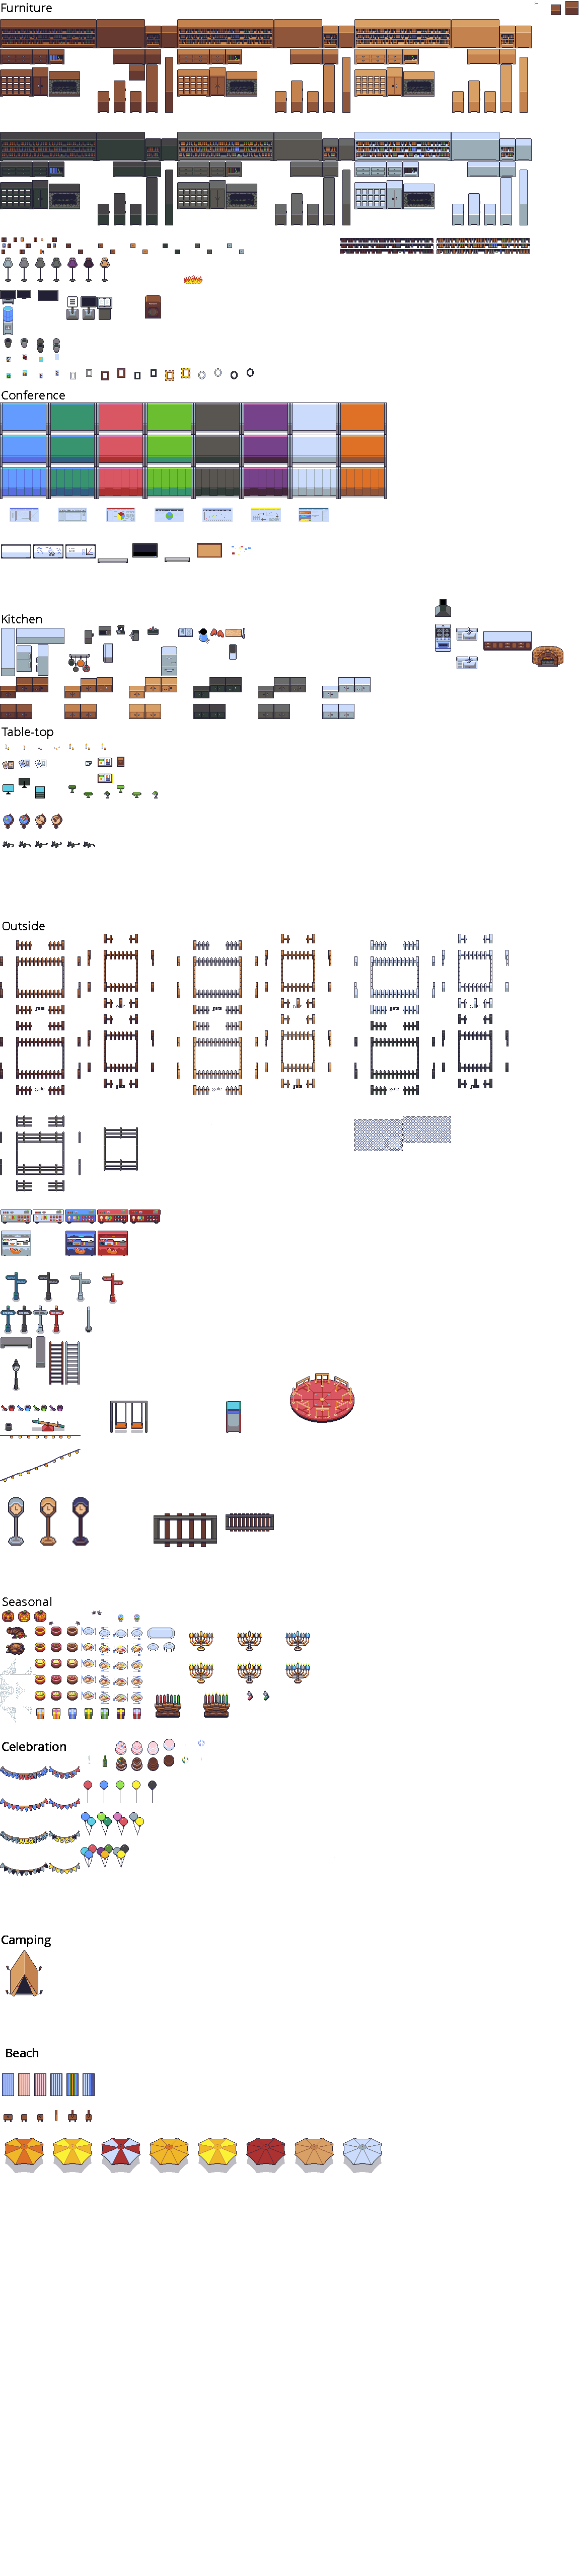 Furniture
Conference
Kitchen
Table-top
Outside
Seasonal
Celebration
Camping
Beach